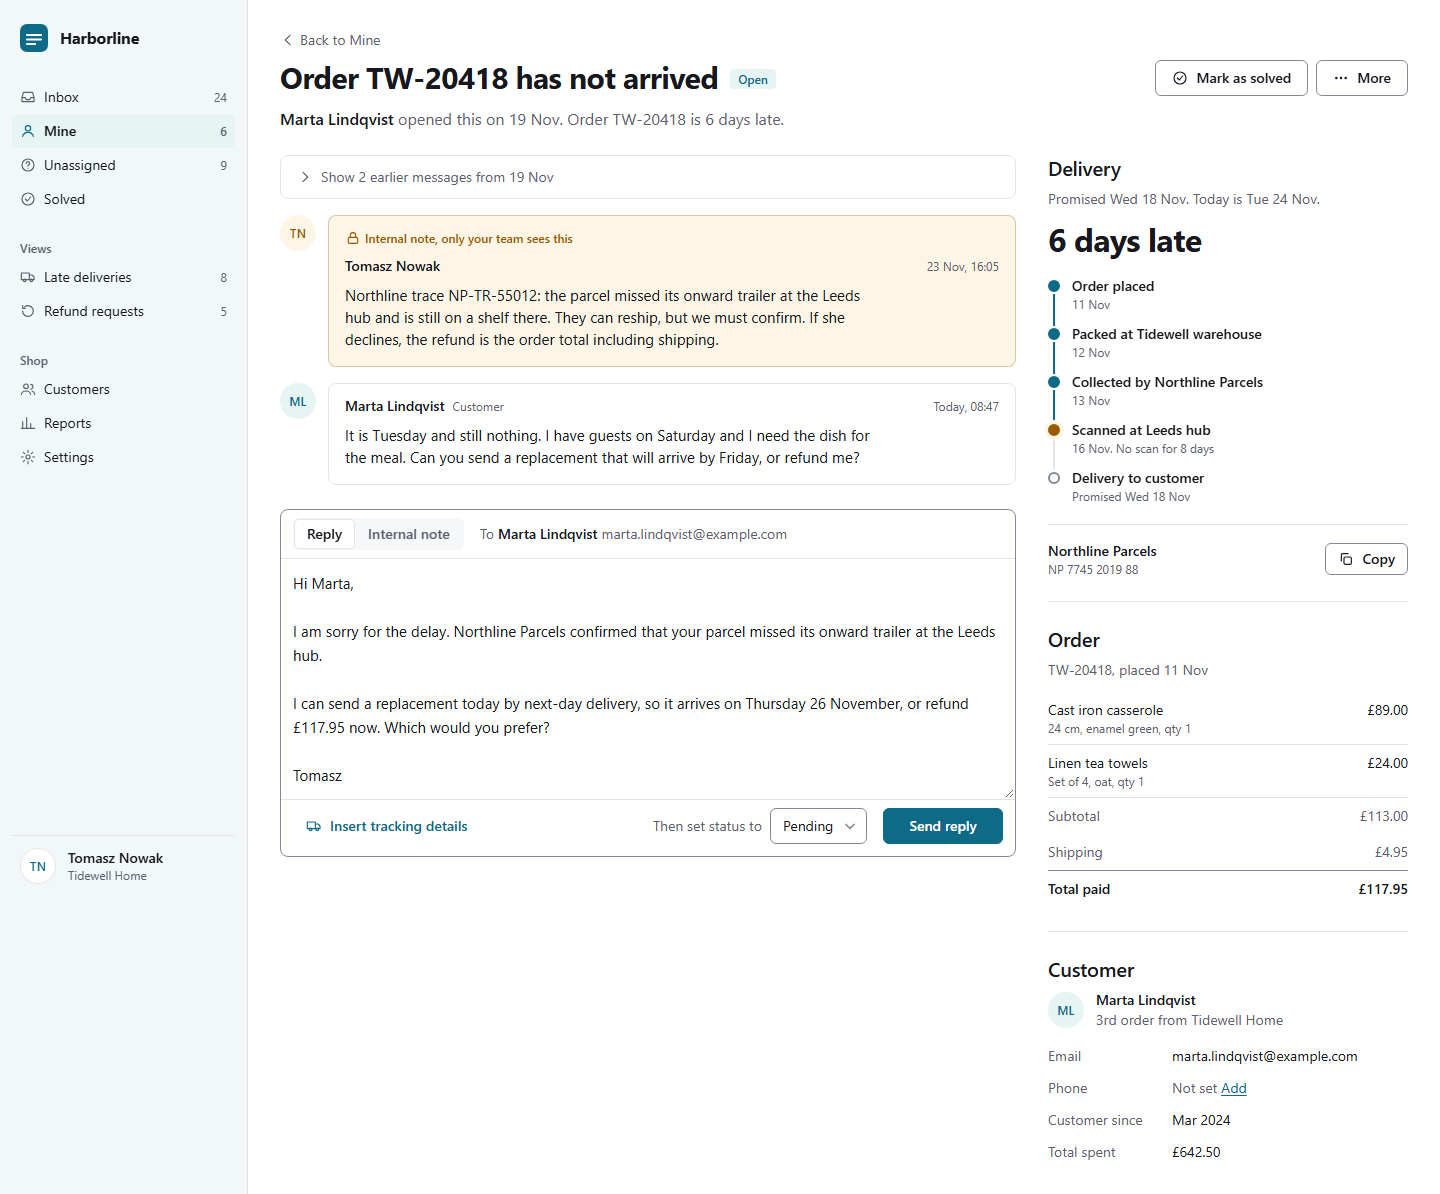 Harborline
Inbox 24
Mine 6
Unassigned 9
Solved
Views
Late deliveries 8
Refund requests 5
Shop
Customers
Reports
Settings
TN
Tomasz Nowak
Tidewell Home
Back to Mine
Order TW-20418 has not arrived Open
Marta Lindqvist opened this on 19 Nov. Order TW-20418 is 6 days late.
Mark as solved
More
Show 2 earlier messages from 19 Nov
TN
Internal note, only your team sees this
Tomasz Nowak 23 Nov, 16:05
Northline trace NP-TR-55012: the parcel missed its onward trailer at the Leeds
hub and is still on a shelf there. They can reship, but we must confirm. If she
declines, the refund is the order total including shipping.
ML
Marta Lindqvist Customer Today, 08:47
It is Tuesday and still nothing. I have guests on Saturday and I need the dish for
the meal. Can you send a replacement that will arrive by Friday, or refund me?
Reply Internal note To Marta Lindqvist marta.lindqvist@example.com
Hi Marta,
I am sorry for the delay. Northline Parcels confirmed that your parcel missed its onward trailer at the Leeds
hub.
I can send a replacement today by next-day delivery, so it arrives on Thursday 26 November, or refund
£117.95 now. Which would you prefer?
Tomasz
Insert tracking details Then set status to Pending Send reply
Delivery
Promised Wed 18 Nov. Today is Tue 24 Nov.
6 days late
Order placed
11 Nov
Packed at Tidewell warehouse
12 Nov
Collected by Northline Parcels
13 Nov
Scanned at Leeds hub
16 Nov. No scan for 8 days
Delivery to customer
Promised Wed 18 Nov
Northline Parcels
NP 7745 2019 88
Copy
Order
TW-20418, placed 11 Nov
Cast iron casserole £89.00
24 cm, enamel green, qty 1
Linen tea towels £24.00
Set of 4, oat, qty 1
Subtotal £113.00
Shipping £4.95
Total paid £117.95
Customer
ML
Marta Lindqvist
3rd order from Tidewell Home
Email marta.lindqvist@example.com
Phone Not set Add
Customer since Mar 2024
Total spent £642.50